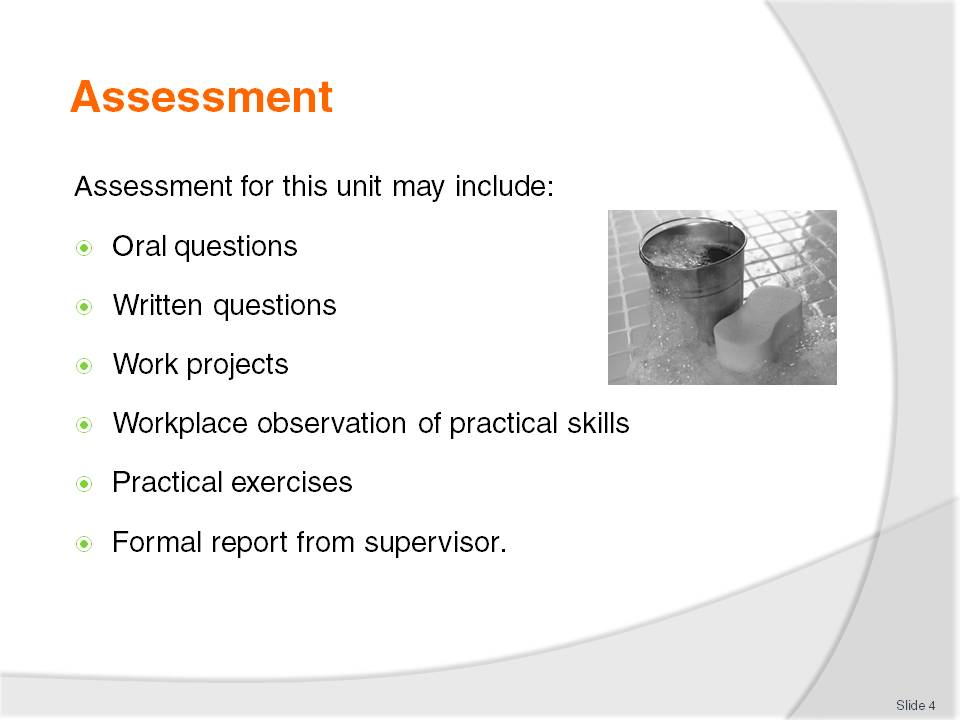 Assessment
Assessment for this unit may include:
Oral questions
Written questions
Work projects
Workplace observation of practical skills
Practical exercises
Formal report from supervisor.
Slide 4